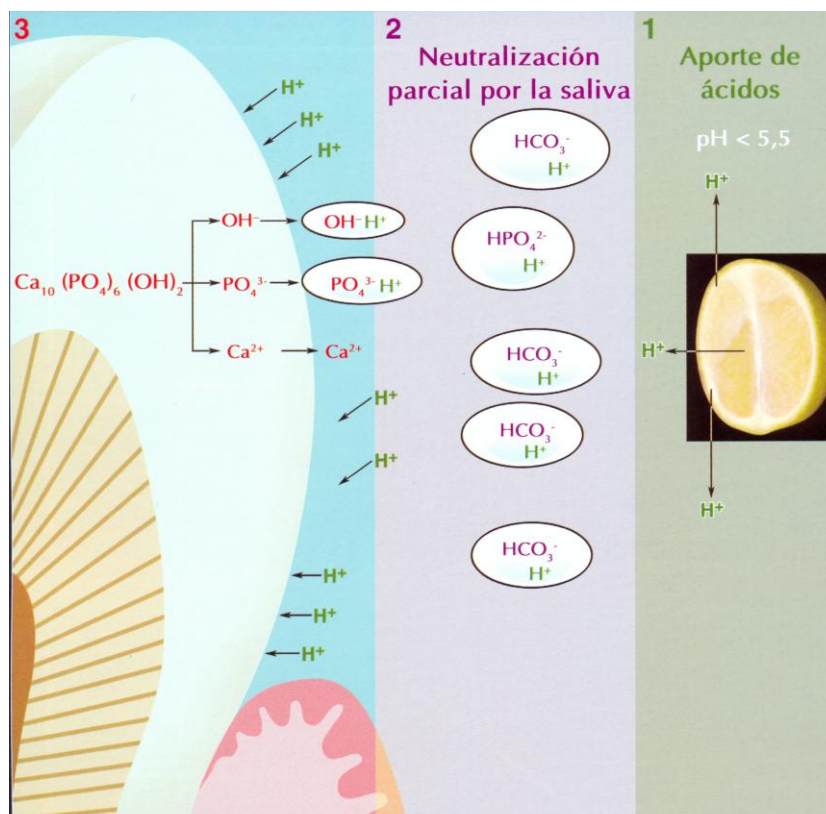 3
2
1
Neutralización
parcial por la saliva
Aporte de
ácidos
pH < 5,5
H⁺
H⁺
H⁺
HCO₃⁻
H⁺
H⁺
OH⁻
OH⁻ H⁺
HPO₄²⁻
H⁺
Ca₁₀ (PO₄)₆ (OH)₂
PO₄³⁻
PO₄³⁻ H⁺
Ca²⁺
Ca²⁺
HCO₃⁻
H⁺
H⁺
H⁺
HCO₃⁻
H⁺
H⁺
H⁺
HCO₃⁻
H⁺
H⁺
H⁺
H⁺